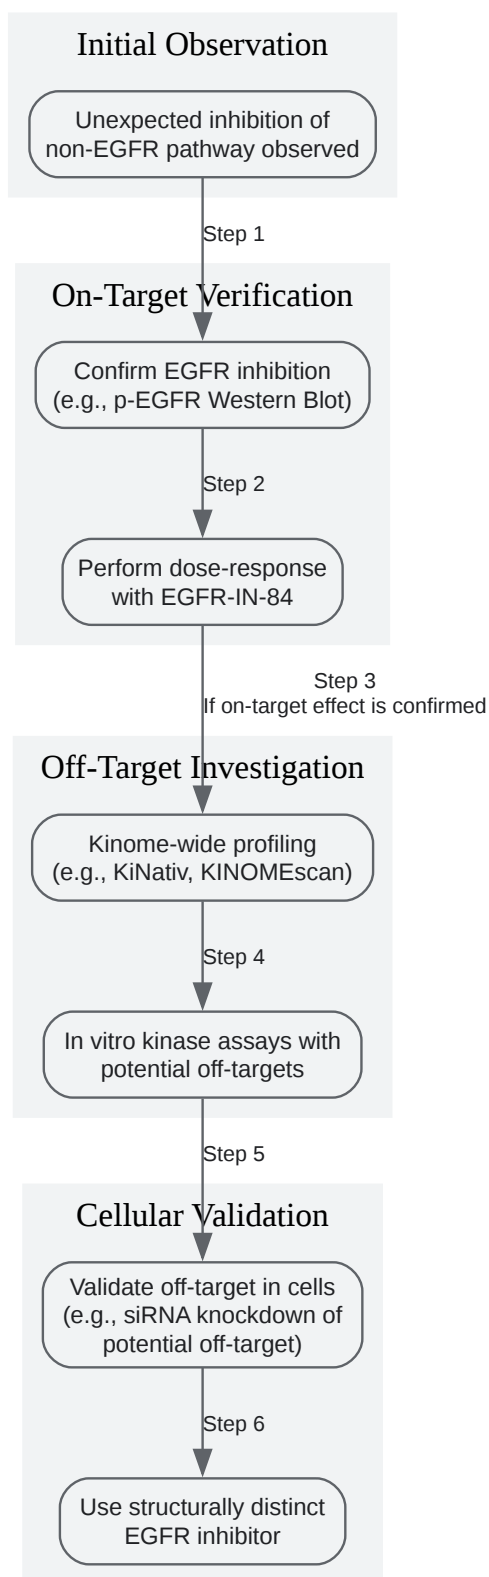 Initial Observation
Unexpected inhibition of
non-EGFR pathway observed
Step 1
On-Target Verification
Confirm EGFR inhibition
(e.g., p-EGFR Western Blot)
Step 2
Perform dose-response
with EGFR-IN-84
Step 3
If on-target effect is confirmed
Off-Target Investigation
Kinome-wide profiling
(e.g., KiNativ, KINOMEscan)
Step 4
In vitro kinase assays with
potential off-targets
Step 5
Cellular Validation
Validate off-target in cells
(e.g., siRNA knockdown of
potential off-target)
Step 6
Use structurally distinct
EGFR inhibitor